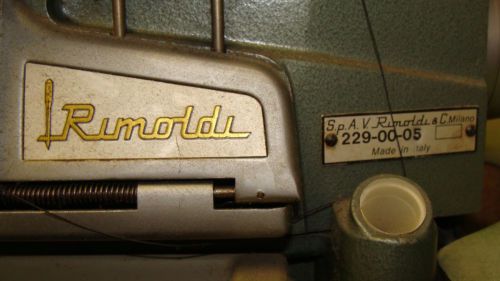 Rimoldi
S.p.A. V. Rimoldi & C. Milano
229-00-05
Made in Italy